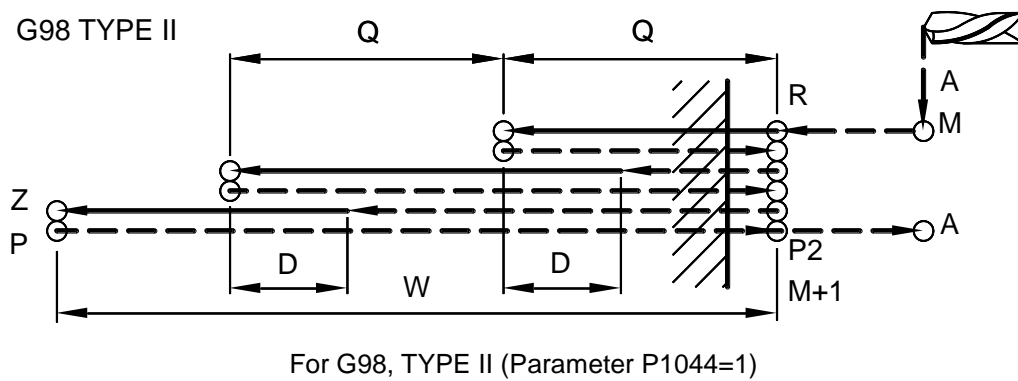 G98 TYPE II
Q Q
A
R
M
Z
P
P2
A
D D
W
M+1
For G98, TYPE II (Parameter P1044=1)